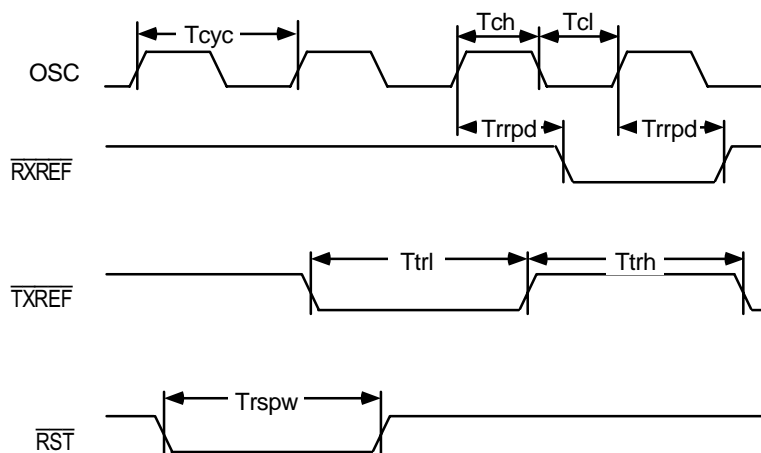 Tcyc Tch Tcl
OSC
Trrpd Trrpd
RXREF
Ttrl Ttrh
TXREF
Trspw
RST